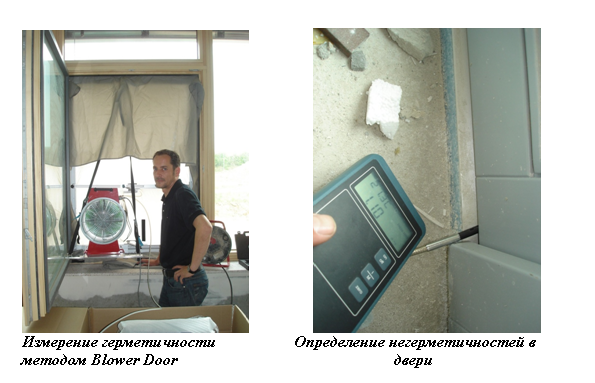 Измерение герметичности
методом Blower Door
Определение негерметичностей в
двери